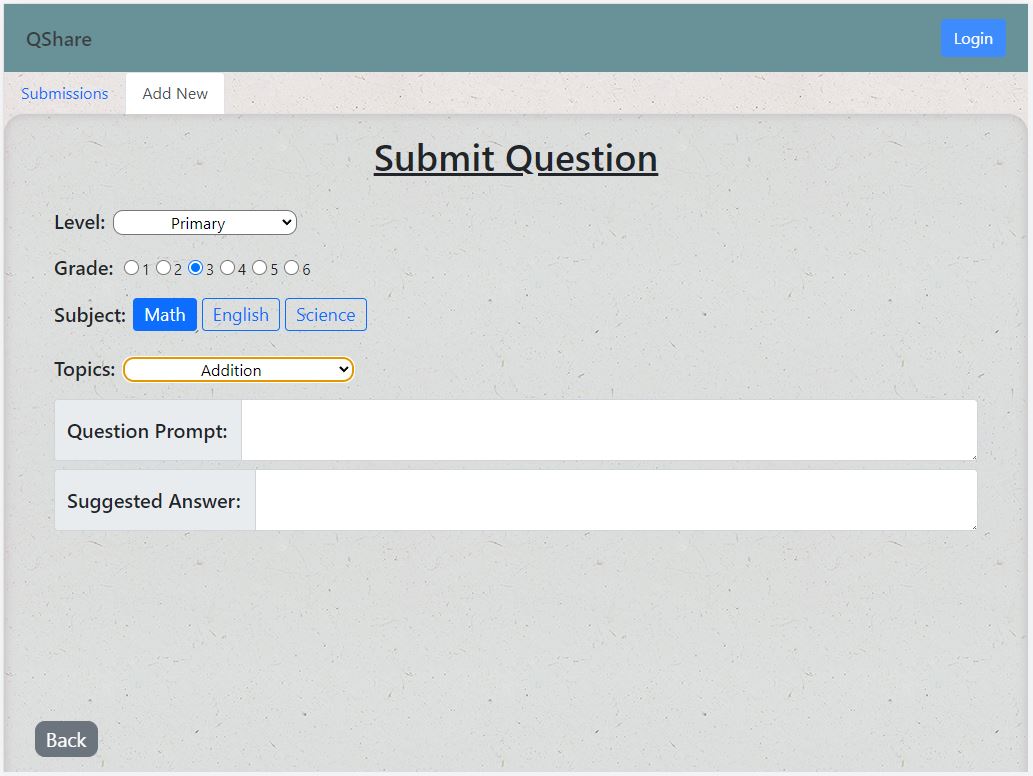 QShare Login
Submissions Add New
Submit Question
Level: Primary
Grade: 1 2 3 4 5 6
Subject: Math English Science
Topics: Addition
Question Prompt:
Suggested Answer:
Back